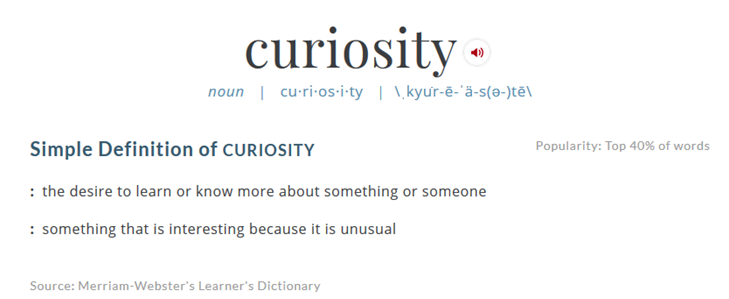 curiosity
noun | cu·ri·os·i·ty | \ˌkyu̇r-ē-ˈä-s(ə-)tē\
Simple Definition of CURIOSITY
Popularity: Top 40% of words
: the desire to learn or know more about something or someone
: something that is interesting because it is unusual
Source: Merriam-Webster's Learner's Dictionary